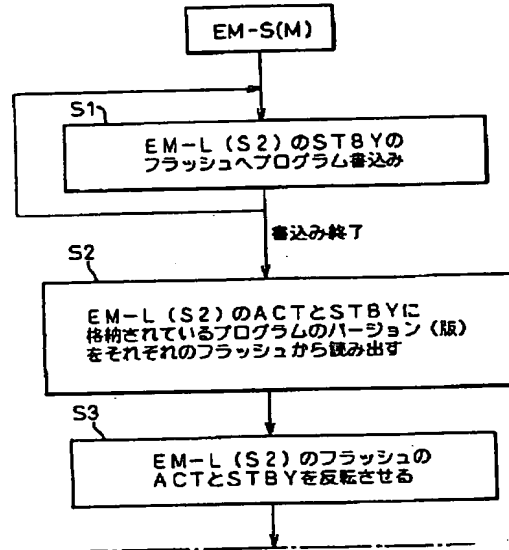 EM-S(M)
S1
EM-L(S2)のSTBYの
フラッシュへプログラム書込み
書込み終了
S2
EM-L(S2)のACTとSTBYに
格納されているプログラムのバージョン(版)
をそれぞれのフラッシュから読み出す
S3
EM-L(S2)のフラッシュの
ACTとSTBYを反転させる